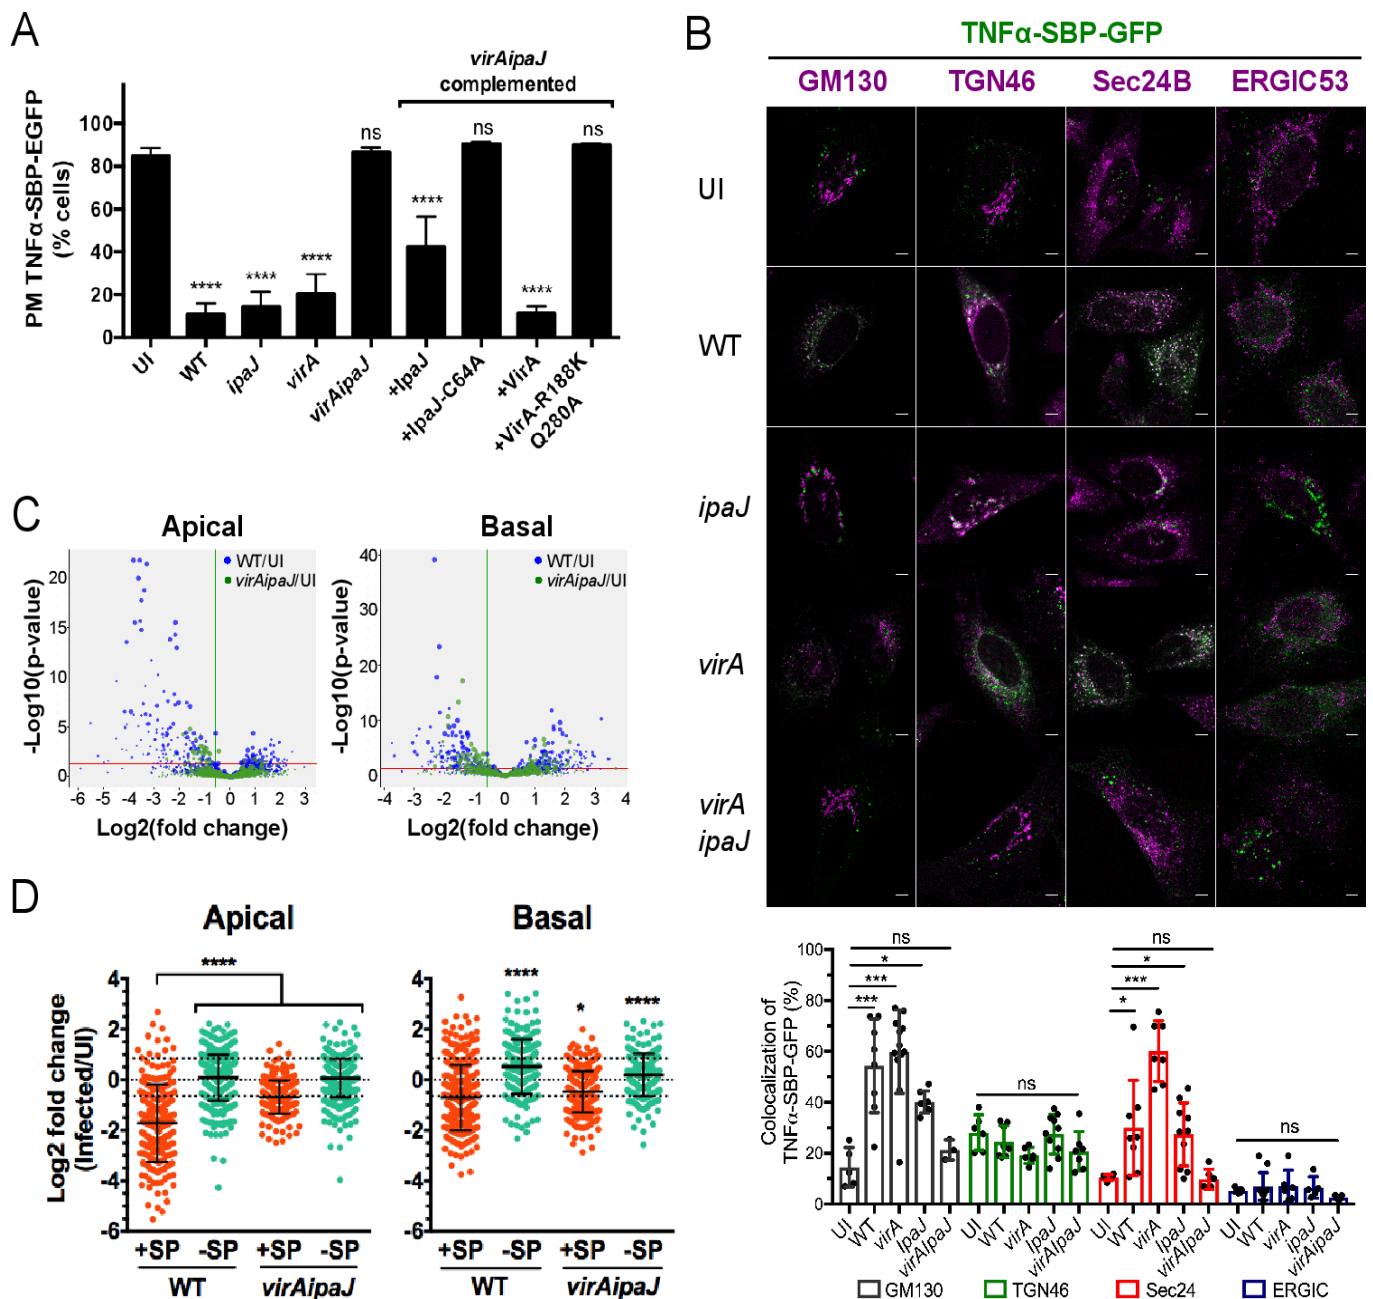 A
virAipaJ
complemented
PM TNFα-SBP-EGFP
(% cells)
100
80
60
40
20
0
ns
ns
ns
****
****
****
****
****
UI
WT
ipaJ
virA
virAipaJ
+IpaJ
+IpaJ-C64A
+VirA
+VirA-R188K
Q280A
B
TNFα-SBP-GFP
GM130
TGN46
Sec24B
ERGIC53
UI
WT
ipaJ
virA
virA
ipaJ
Colocalization of
TNFα-SBP-GFP (%)
100
80
60
40
20
0
ns
*
***
***
ns
ns
*
***
*
ns
UI
WT
virA
IpaJ
virAIpaJ
UI
WT
virA
IpaJ
virAIpaJ
UI
WT
virA
ipaJ
virAIpaJ
UI
WT
virA
ipaJ
virAipaJ
GM130
TGN46
Sec24
ERGIC
C
Apical
WT/UI
virAipaJ/UI
-Log10(p-value)
20
15
10
5
0
-6 -5 -4 -3 -2 -1 0 1 2 3
Log2(fold change)
Basal
WT/UI
virAipaJ/UI
-Log10(p-value)
40
30
20
10
0
-4 -3 -2 -1 0 1 2 3 4
Log2(fold change)
D
Apical
Log2 fold change
(Infected/UI)
4
2
0
-2
-4
-6
****
+SP -SP +SP -SP
WT virAipaJ
Basal
4
2
0
-2
-4
-6
****
*
****
+SP -SP +SP -SP
WT virAipaJ